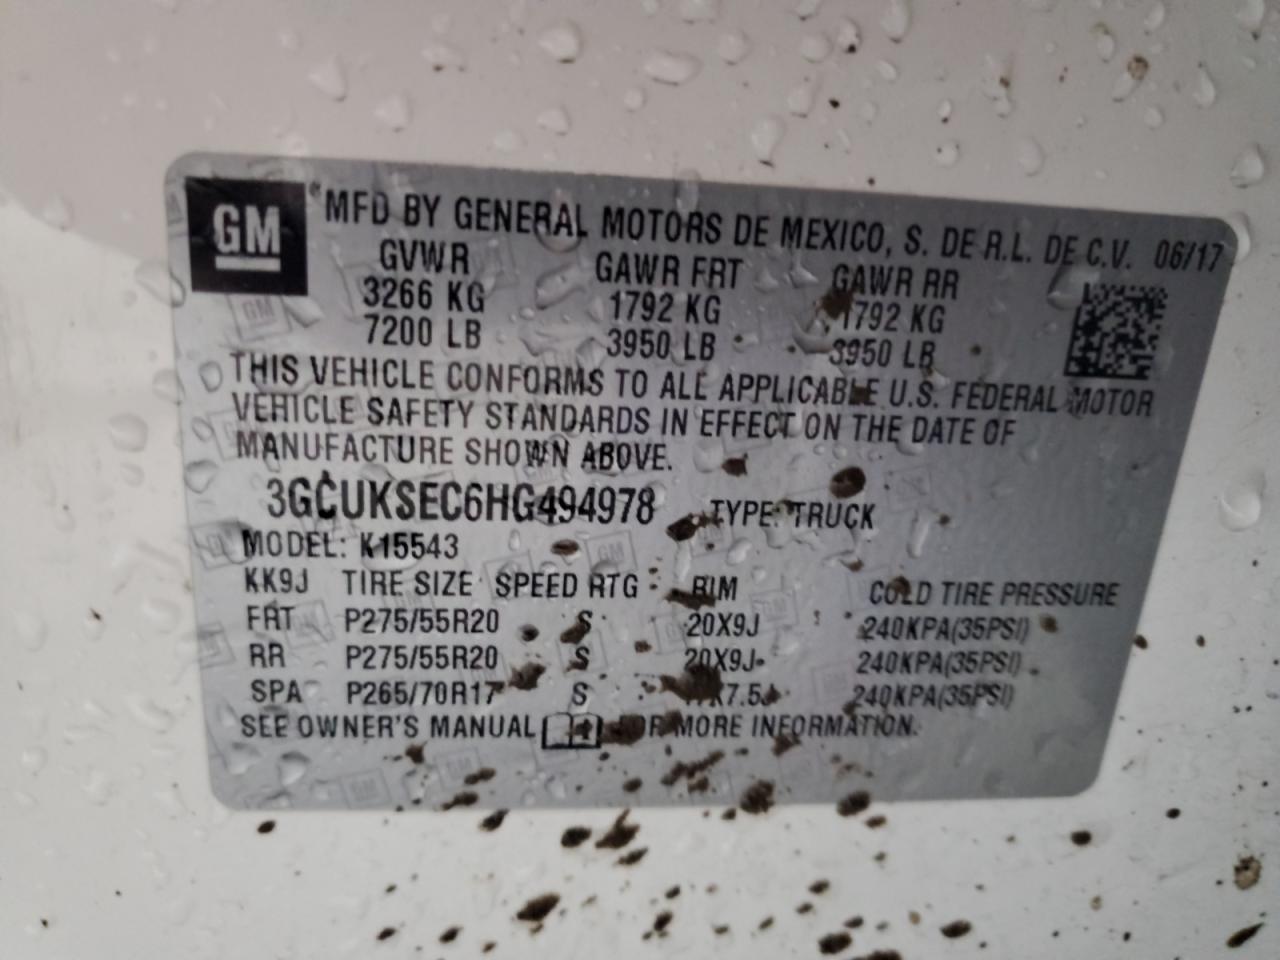 GM MFD BY GENERAL MOTORS DE MEXICO, S. DE R.L. DE C.V. 06/17
GVWR GAWR FRT GAWR RR
3266 KG 1792 KG 1792 KG
7200 LB 3950 LB 3950 LB
THIS VEHICLE CONFORMS TO ALL APPLICABLE U.S. FEDERAL MOTOR
VEHICLE SAFETY STANDARDS IN EFFECT ON THE DATE OF
MANUFACTURE SHOWN ABOVE.
3GCUKSEC6HG494978 TYPE: TRUCK
MODEL: K15543
KK9J TIRE SIZE SPEED RTG RIM COLD TIRE PRESSURE
FRT P275/55R20 S 20X9J 240KPA(35PSI)
RR P275/55R20 S 20X9J 240KPA(35PSI)
SPA P265/70R17 S 17X7.5J 240KPA(35PSI)
SEE OWNER'S MANUAL FOR MORE INFORMATION.